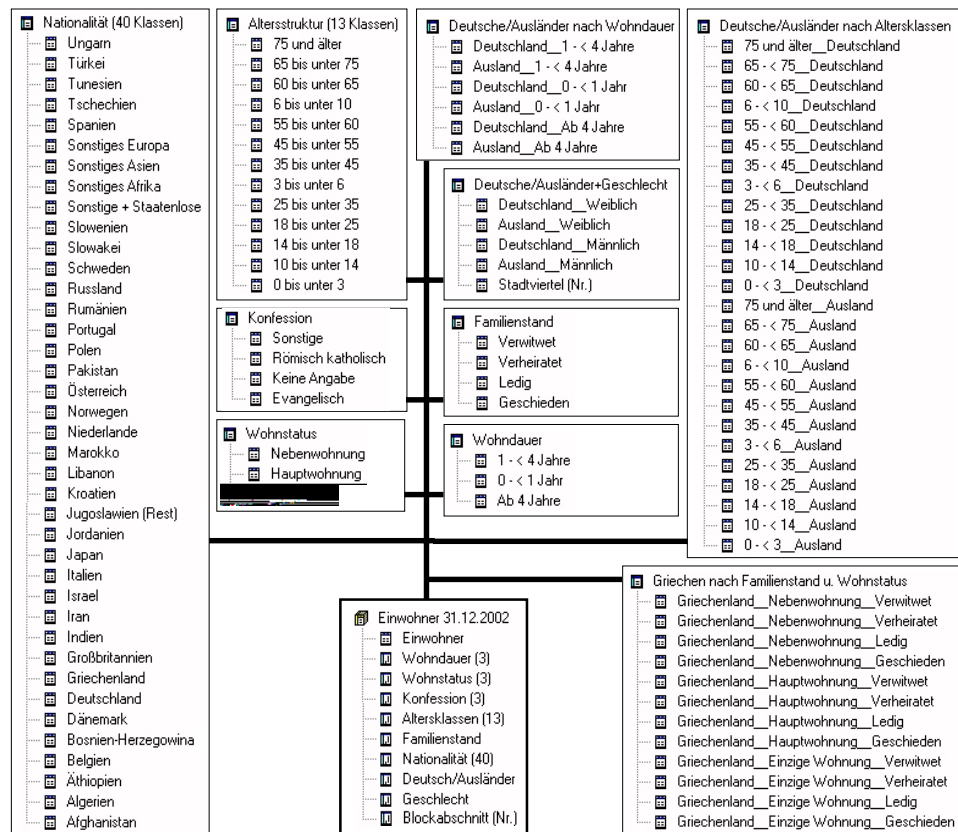 Nationalität (40 Klassen)
Ungarn
Türkei
Tunesien
Tschechien
Spanien
Sonstiges Europa
Sonstiges Asien
Sonstiges Afrika
Sonstige + Staatenlose
Slowenien
Slowakei
Schweden
Russland
Rumänien
Portugal
Polen
Pakistan
Österreich
Norwegen
Niederlande
Marokko
Libanon
Kroatien
Jugoslawien (Rest)
Jordanien
Japan
Italien
Israel
Iran
Indien
Großbritannien
Griechenland
Deutschland
Dänemark
Bosnien-Herzegowina
Belgien
Äthiopien
Algerien
Afghanistan
Altersstruktur (13 Klassen)
75 und älter
65 bis unter 75
60 bis unter 65
6 bis unter 10
55 bis unter 60
45 bis unter 55
35 bis unter 45
3 bis unter 6
25 bis unter 35
18 bis unter 25
14 bis unter 18
10 bis unter 14
0 bis unter 3
Konfession
Sonstige
Römisch katholisch
Keine Angabe
Evangelisch
Wohnstatus
Nebenwohnung
Hauptwohnung
Deutsche/Ausländer nach Wohndauer
Deutschland__1 - < 4 Jahre
Ausland__1 - < 4 Jahre
Deutschland__0 - < 1 Jahr
Ausland__0 - < 1 Jahr
Deutschland__Ab 4 Jahre
Ausland__Ab 4 Jahre
Deutsche/Ausländer+Geschlecht
Deutschland__Weiblich
Ausland__Weiblich
Deutschland__Männlich
Ausland__Männlich
Stadtviertel (Nr.)
Familienstand
Verwitwet
Verheiratet
Ledig
Geschieden
Wohndauer
1 - < 4 Jahre
0 - < 1 Jahr
Ab 4 Jahre
Deutsche/Ausländer nach Altersklassen
75 und älter__Deutschland
65 - < 75__Deutschland
60 - < 65__Deutschland
6 - < 10__Deutschland
55 - < 60__Deutschland
45 - < 55__Deutschland
35 - < 45__Deutschland
3 - < 6__Deutschland
25 - < 35__Deutschland
18 - < 25__Deutschland
14 - < 18__Deutschland
10 - < 14__Deutschland
0 - < 3__Deutschland
75 und älter__Ausland
65 - < 75__Ausland
60 - < 65__Ausland
6 - < 10__Ausland
55 - < 60__Ausland
45 - < 55__Ausland
35 - < 45__Ausland
3 - < 6__Ausland
25 - < 35__Ausland
18 - < 25__Ausland
14 - < 18__Ausland
10 - < 14__Ausland
0 - < 3__Ausland
Einwohner 31.12.2002
Einwohner
Wohndauer (3)
Wohnstatus (3)
Konfession (3)
Altersklassen (13)
Familienstand
Nationalität (40)
Deutsch/Ausländer
Geschlecht
Blockabschnitt (Nr.)
Griechen nach Familienstand u. Wohnstatus
Griechenland__Nebenwohnung__Verwitwet
Griechenland__Nebenwohnung__Verheiratet
Griechenland__Nebenwohnung__Ledig
Griechenland__Nebenwohnung__Geschieden
Griechenland__Hauptwohnung__Verwitwet
Griechenland__Hauptwohnung__Verheiratet
Griechenland__Hauptwohnung__Ledig
Griechenland__Hauptwohnung__Geschieden
Griechenland__Einzige Wohnung__Verwitwet
Griechenland__Einzige Wohnung__Verheiratet
Griechenland__Einzige Wohnung__Ledig
Griechenland__Einzige Wohnung__Geschieden